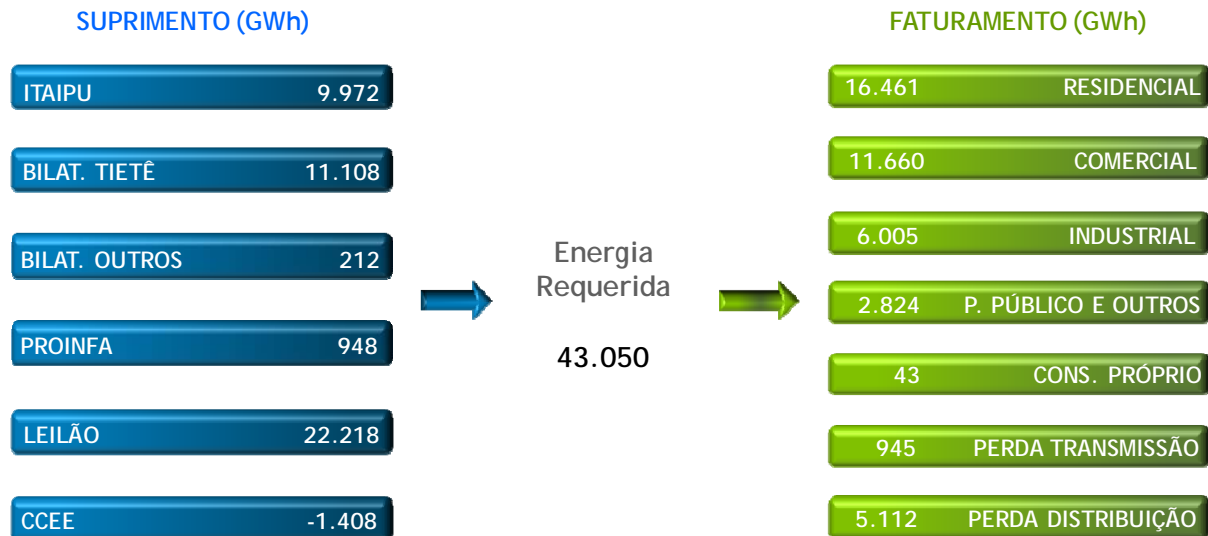 SUPRIMENTO (GWh)
ITAIPU 9.972
BILAT. TIETÊ 11.108
BILAT. OUTROS 212
PROINFA 948
LEILÃO 22.218
CCEE -1.408
Energia
Requerida
43.050
FATURAMENTO (GWh)
16.461 RESIDENCIAL
11.660 COMERCIAL
6.005 INDUSTRIAL
2.824 P. PÚBLICO E OUTROS
43 CONS. PRÓPRIO
945 PERDA TRANSMISSÃO
5.112 PERDA DISTRIBUIÇÃO